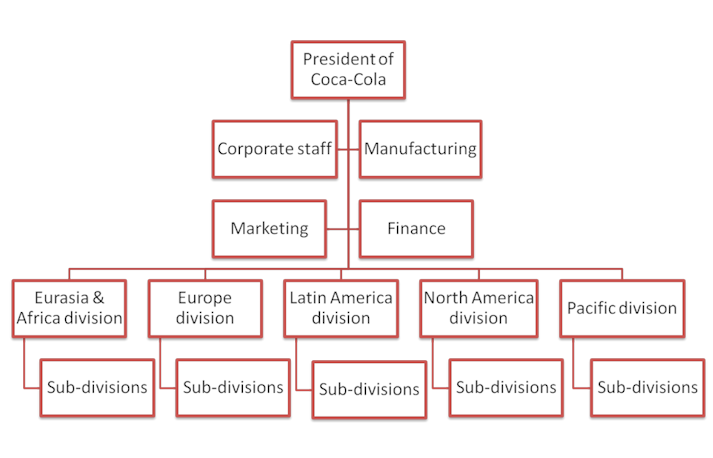 President of
Coca-Cola
Corporate staff
Manufacturing
Marketing
Finance
Eurasia &
Africa division
Europe
division
Latin America
division
North America
division
Pacific division
Sub-divisions
Sub-divisions
Sub-divisions
Sub-divisions
Sub-divisions